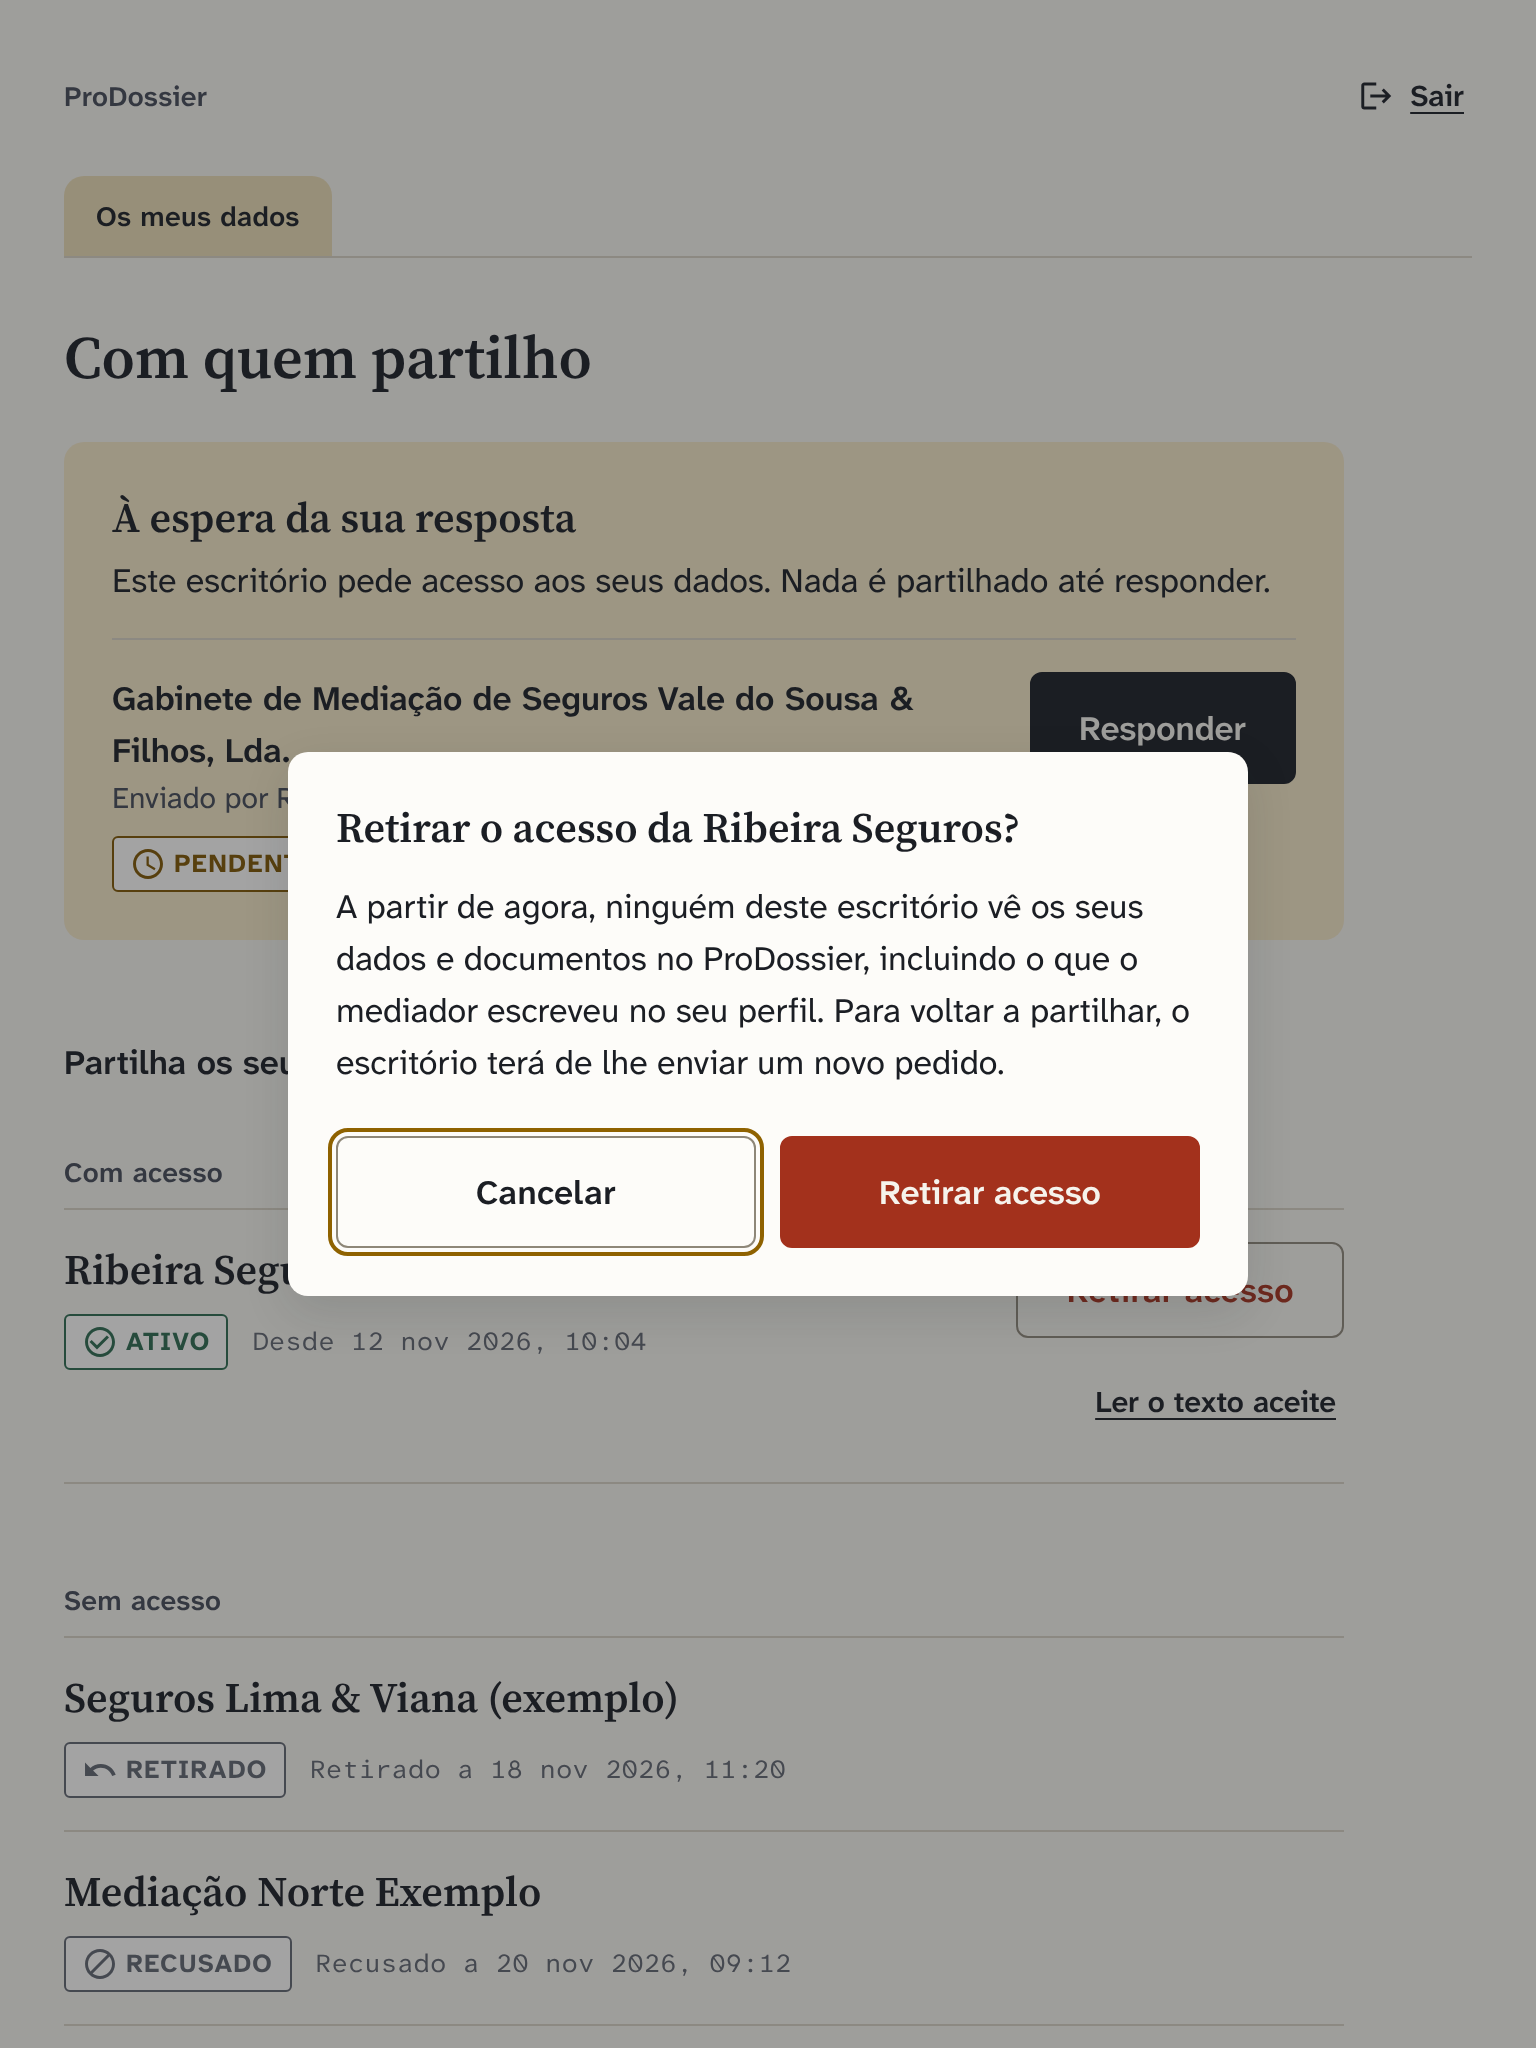 ProDossier
Sair
Os meus dados
Com quem partilho
À espera da sua resposta
Este escritório pede acesso aos seus dados. Nada é partilhado até responder.
Gabinete de Mediação de Seguros Vale do Sousa &
Filhos, Lda.
Responder
Enviado por
Retirar o acesso da Ribeira Seguros?
A partir de agora, ninguém deste escritório vê os seus
dados e documentos no ProDossier, incluindo o que o
mediador escreveu no seu perfil. Para voltar a partilhar, o
escritório terá de lhe enviar um novo pedido.
Cancelar
Retirar acesso
Partilha os
Com acesso
Ribeira
Retirar acesso
ATIVO
Desde 12 nov 2026, 10:04
Ler o texto aceite
Sem acesso
Seguros Lima & Viana (exemplo)
RETIRADO
Retirado a 18 nov 2026, 11:20
Mediação Norte Exemplo
RECUSADO
Recusado a 20 nov 2026, 09:12